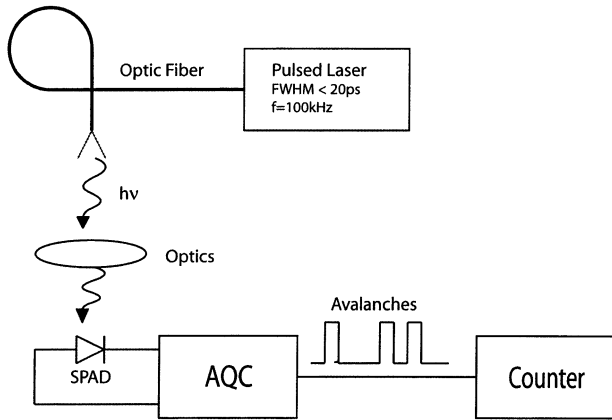 Optic Fiber
Pulsed Laser
FWHM < 20ps
f=100kHz
hν
Optics
Avalanches
SPAD
AQC
Counter